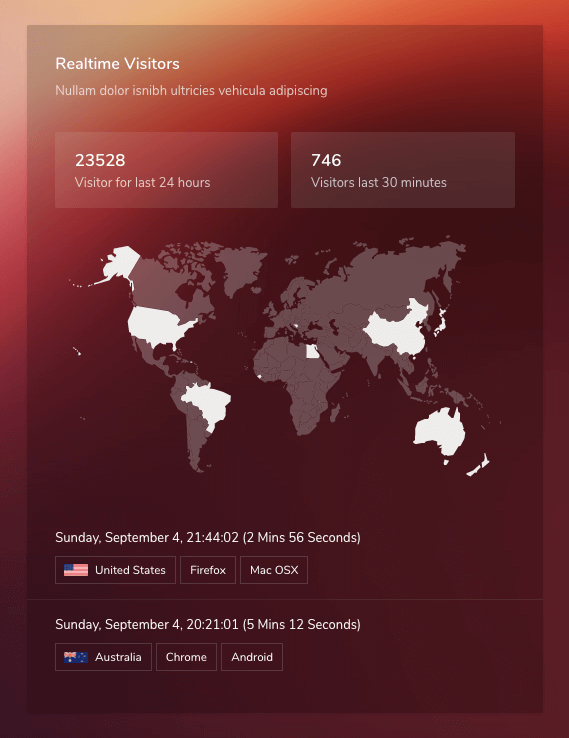 Realtime Visitors
Nullam dolor isnibh ultricies vehicula adipiscing
23528
Visitor for last 24 hours
746
Visitors last 30 minutes
Sunday, September 4, 21:44:02 (2 Mins 56 Seconds)
United States Firefox Mac OSX
Sunday, September 4, 20:21:01 (5 Mins 12 Seconds)
Australia Chrome Android